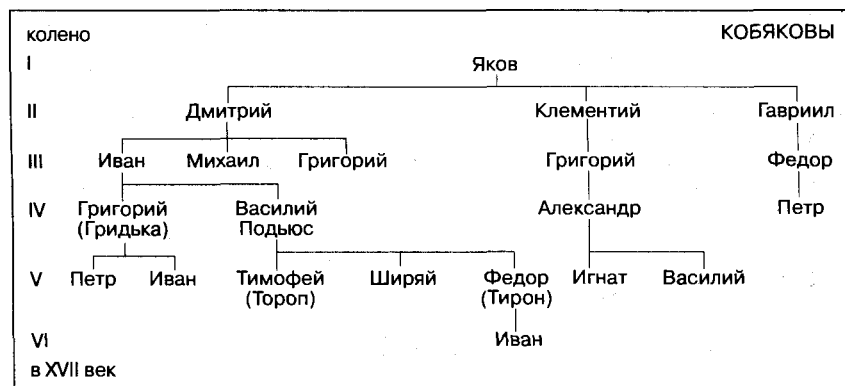 колено КОБЯКОВЫ
I Яков
II Дмитрий Клементий Гавриил
III Иван Михаил Григорий Григорий Федор
IV Григорий Василий Александр Петр
(Гридька) Подьюс
V Петр Иван Тимофей Ширяй Федор Игнат Василий
(Тороп) (Тирон)
VI Иван
в XVII век